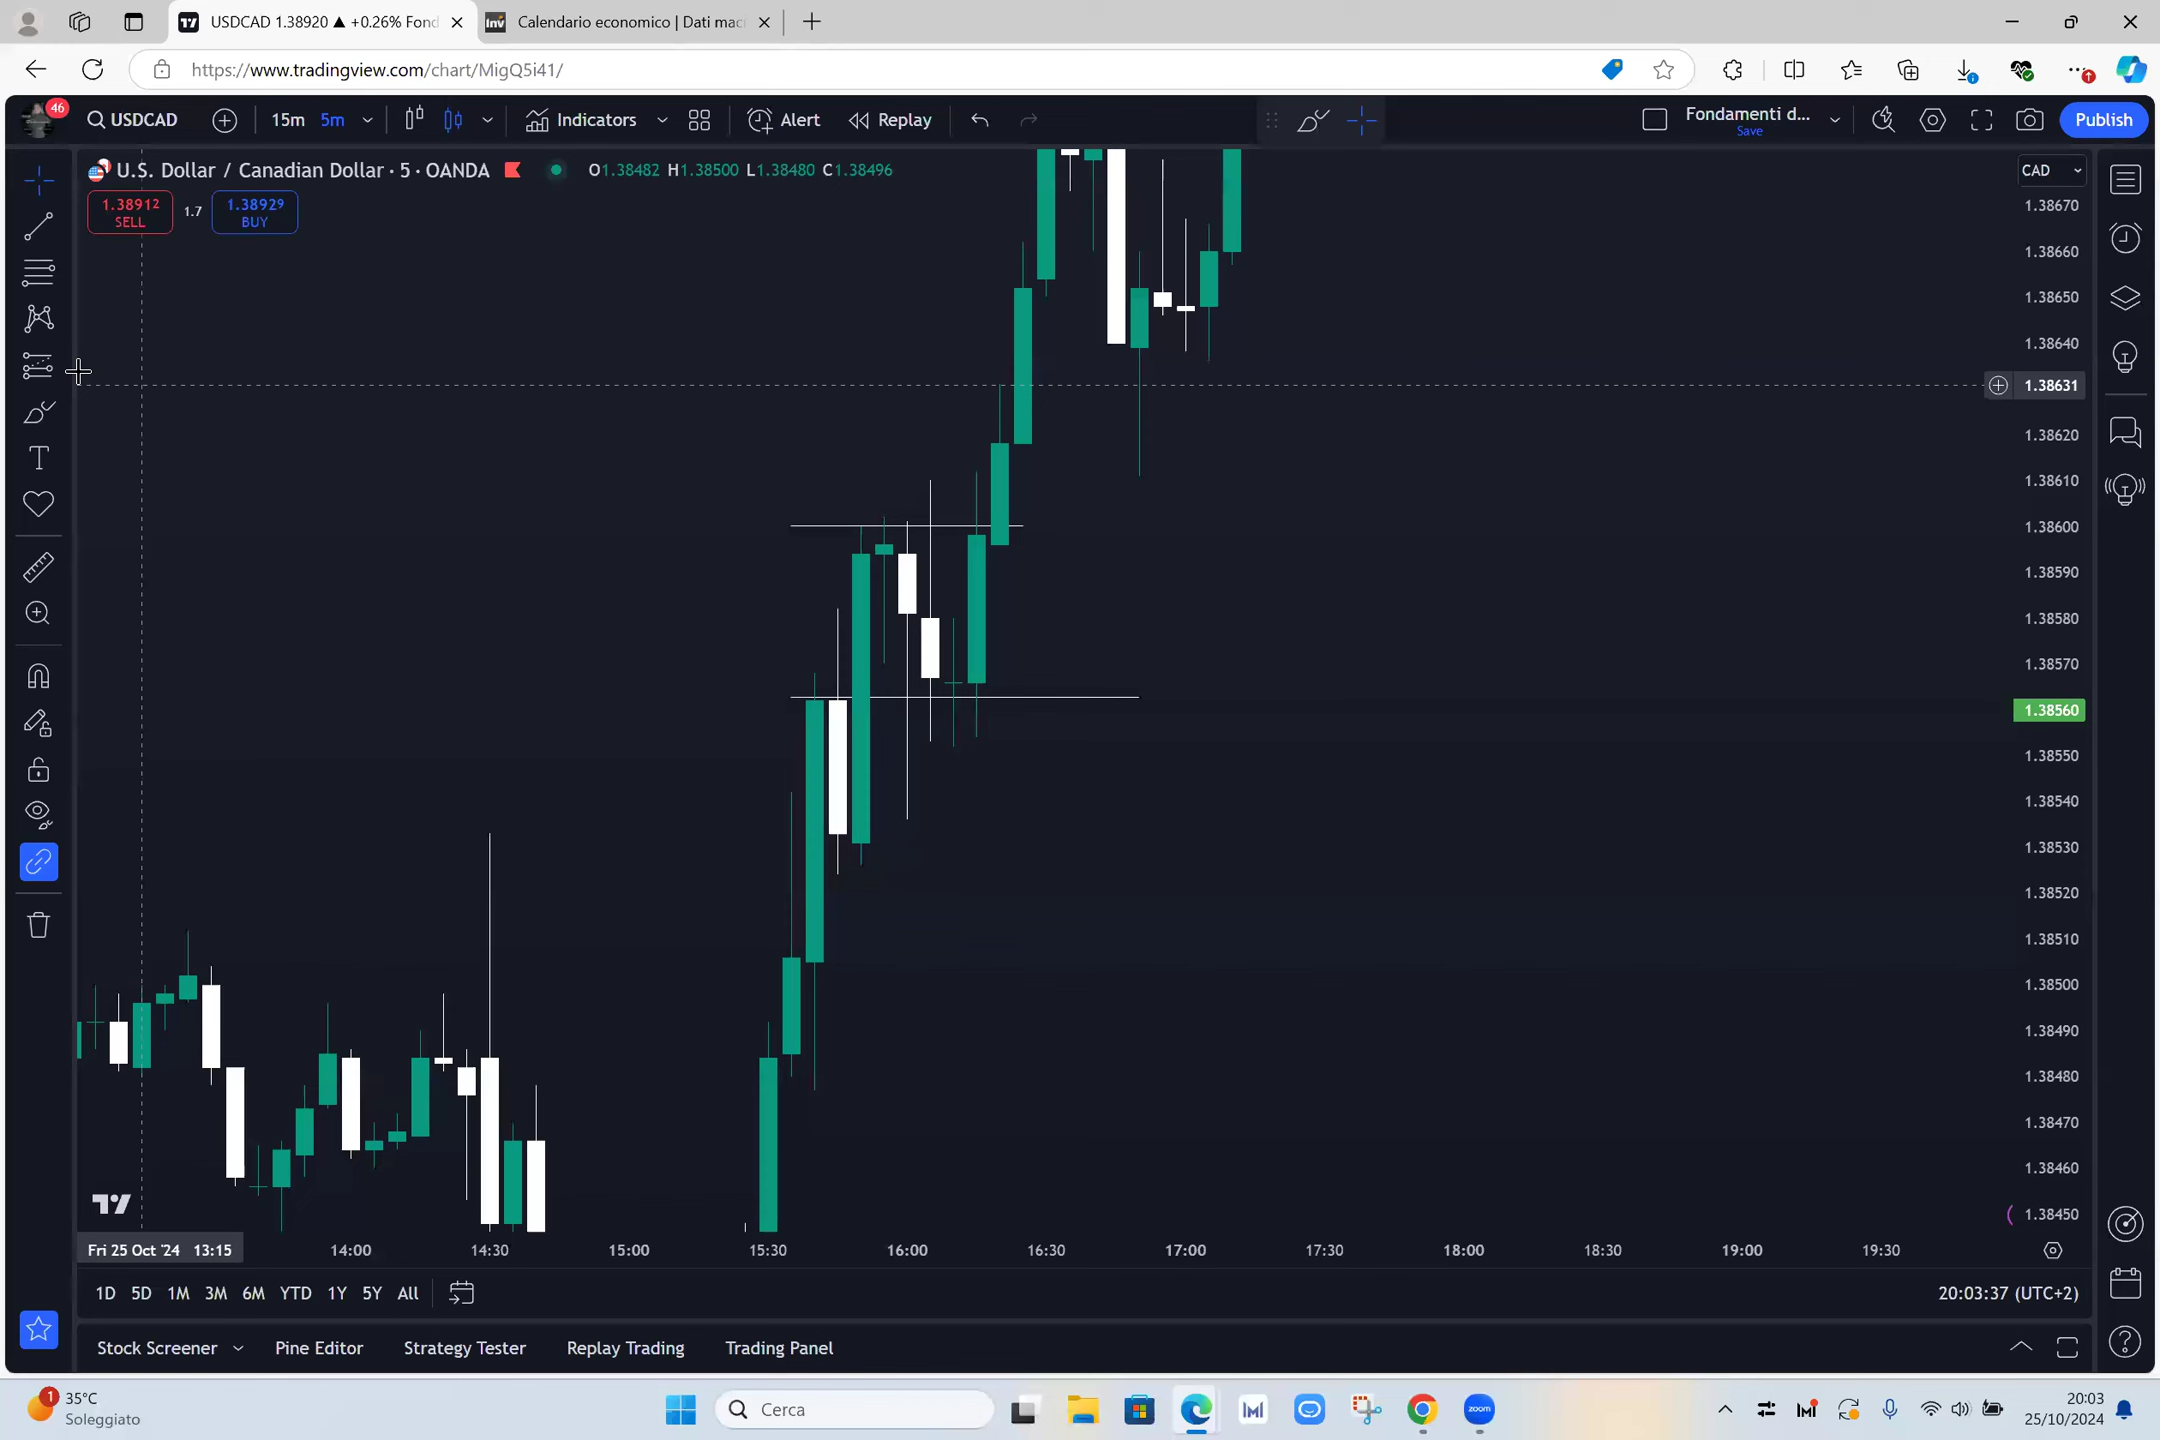 USDCAD 1.38920 ▲ +0.26% Fond
Calendario economico | Dati mac
https://www.tradingview.com/chart/MigQ5i41/
46
USDCAD
15m
5m
Indicators
Alert
Replay
Fondamenti d...
Save
Publish
U.S. Dollar / Canadian Dollar · 5 · OANDA
O1.38482 H1.38500 L1.38480 C1.38496
CAD
1.38912
SELL
1.7
1.38929
BUY
1.38670
1.38660
1.38650
1.38640
1.38631
1.38620
1.38610
1.38600
1.38590
1.38580
1.38570
1.38560
1.38550
1.38540
1.38530
1.38520
1.38510
1.38500
1.38490
1.38480
1.38470
1.38460
1.38450
Fri 25 Oct '24 13:15
14:00
14:30
15:00
15:30
16:00
16:30
17:00
17:30
18:00
18:30
19:00
19:30
1D 5D 1M 3M 6M YTD 1Y 5Y All
20:03:37 (UTC+2)
Stock Screener
Pine Editor
Strategy Tester
Replay Trading
Trading Panel
1
35°C
Soleggiato
Cerca
zoom
20:03
25/10/2024